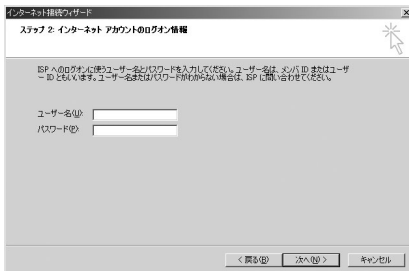 インターネット接続ウィザード
ステップ 2: インターネット アカウントのログオン情報
ISP へのログオンに使うユーザー名とパスワードを入力してください。ユーザー名は、メンバ ID またはユーザ
ー ID ともいいます。ユーザー名またはパスワードがわからない場合は、ISP に問い合わせてください。
ユーザー名(U):
パスワード(P):
< 戻る(B)
次へ(N) >
キャンセル